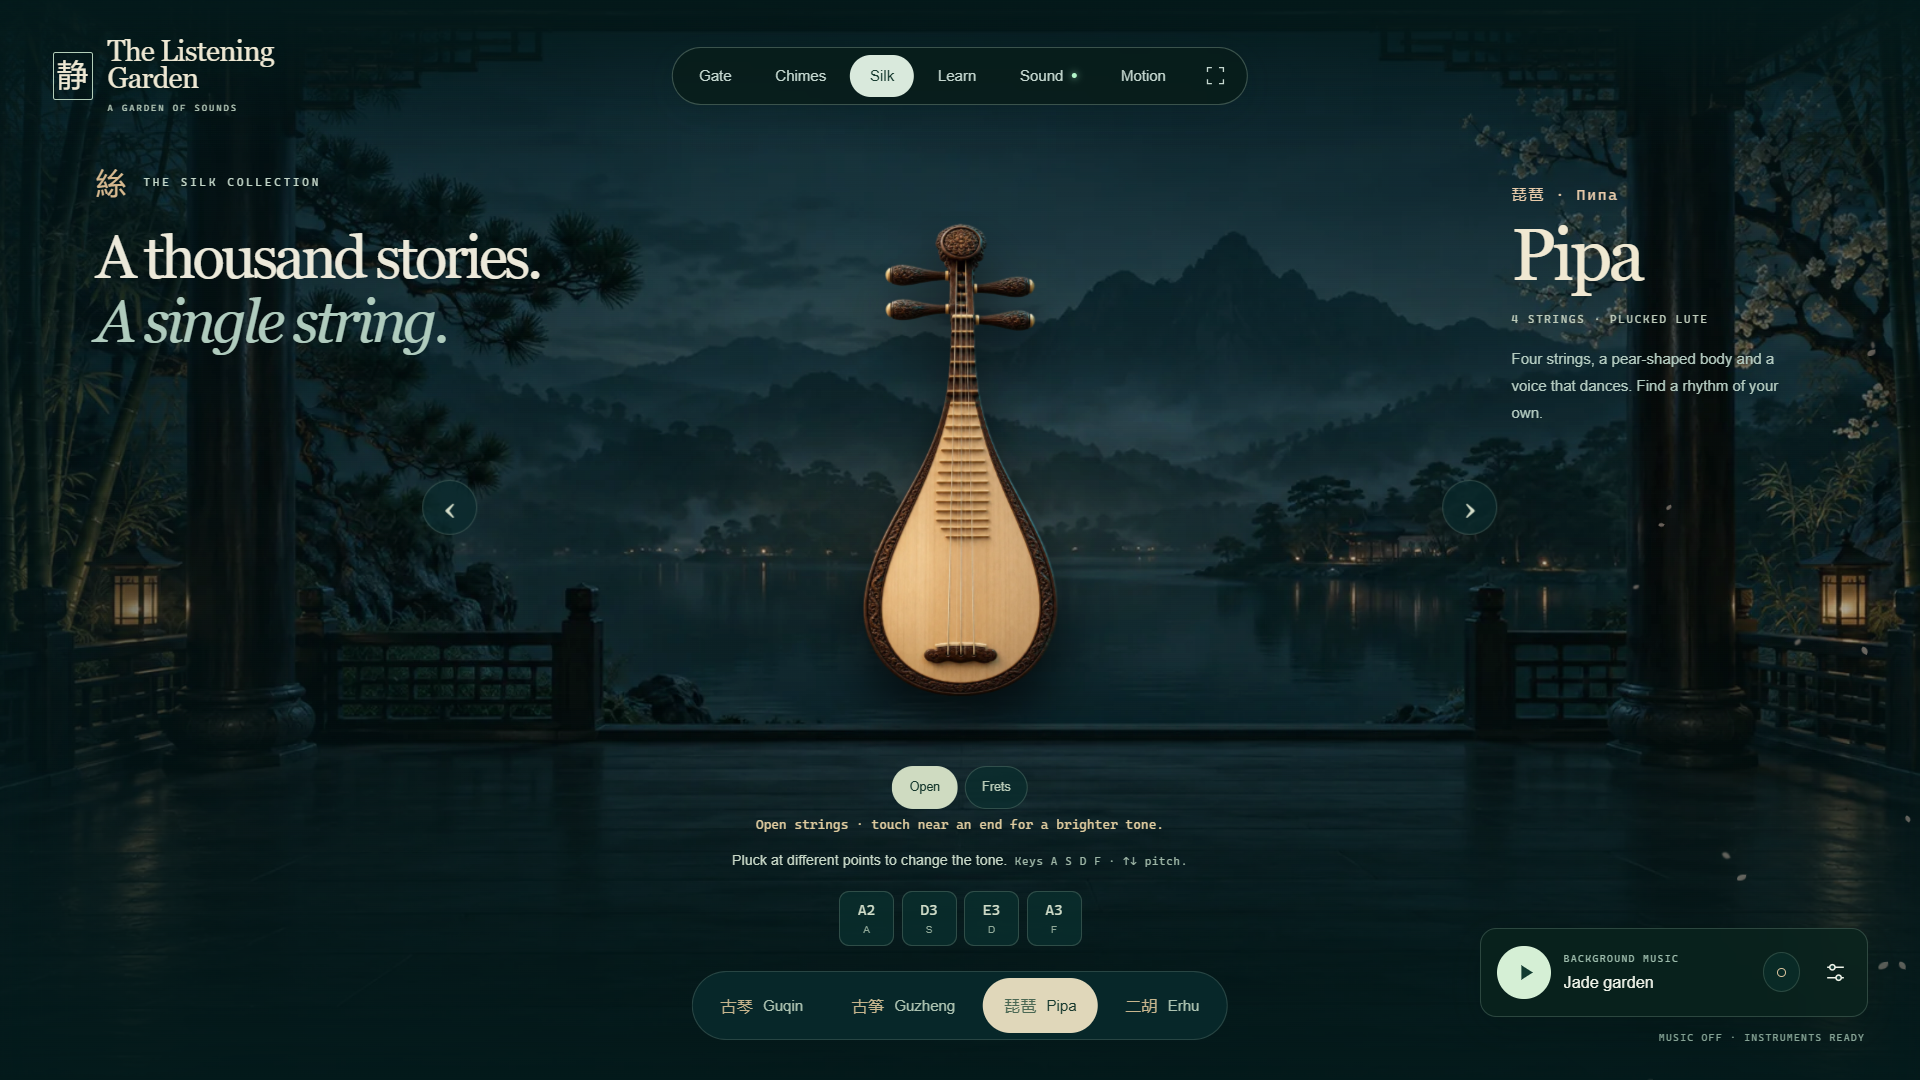 静
The Listening
Garden
A GARDEN OF SOUNDS
Gate Chimes Silk Learn Sound Motion
絲 THE SILK COLLECTION
A thousand stories.
A single string.
琵琶 · Пипа
Pipa
4 STRINGS · PLUCKED LUTE
Four strings, a pear-shaped body and a
voice that dances. Find a rhythm of your
own.
‹ ›
Open Frets
Open strings · touch near an end for a brighter tone.
Pluck at different points to change the tone. Keys A S D F · ↑↓ pitch.
A2 D3 E3 A3
A S D F
古琴 Guqin 古筝 Guzheng 琵琶 Pipa 二胡 Erhu
BACKGROUND MUSIC
Jade garden
MUSIC OFF · INSTRUMENTS READY